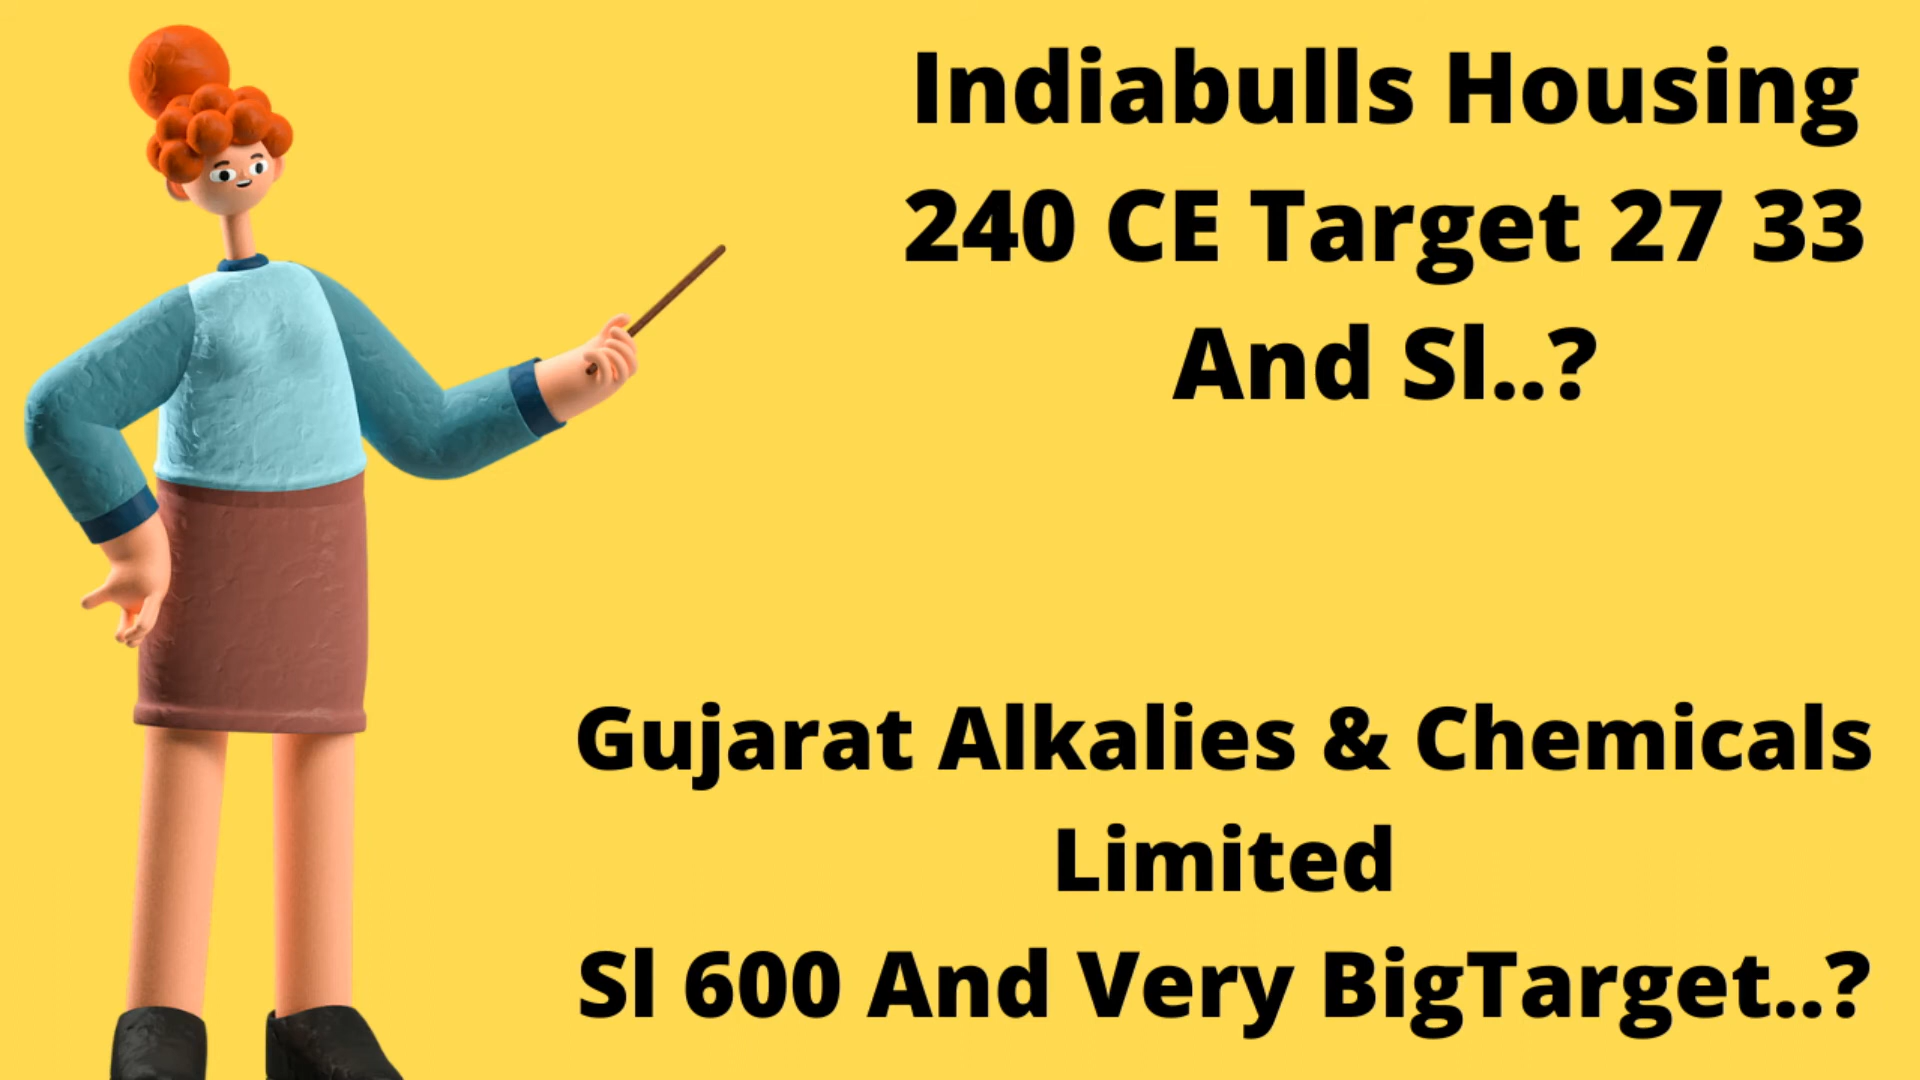 Indiabulls Housing
240 CE Target 27 33
And Sl..?
Gujarat Alkalies & Chemicals
Limited
Sl 600 And Very BigTarget..?